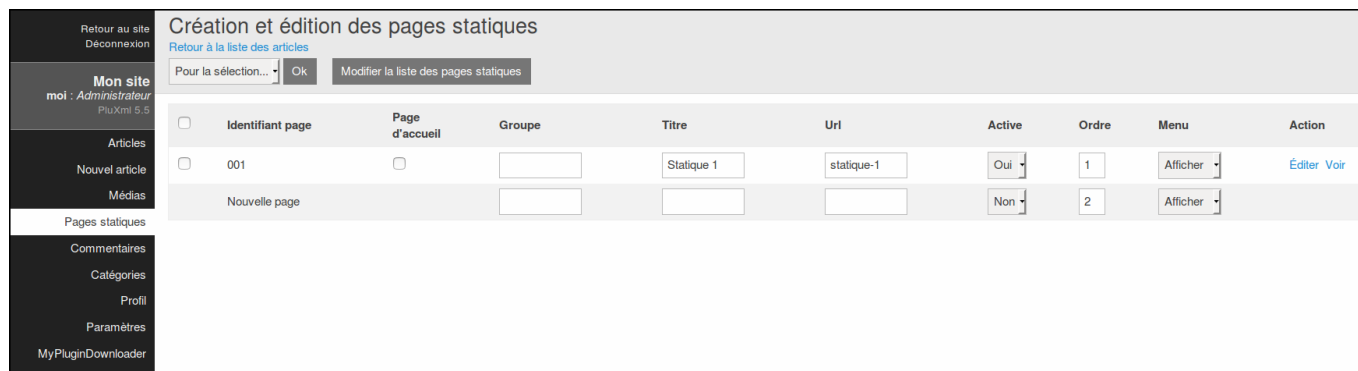 Retour au site
Déconnexion
Mon site
moi : Administrateur
PluXml 5.5
Articles
Nouvel article
Médias
Pages statiques
Commentaires
Catégories
Profil
Paramètres
MyPluginDownloader
Création et édition des pages statiques
Retour à la liste des articles
Pour la sélection... Ok Modifier la liste des pages statiques
Identifiant page Page d'accueil Groupe Titre Url Active Ordre Menu Action
001 Statique 1 statique-1 Oui 1 Afficher Éditer Voir
Nouvelle page Non 2 Afficher